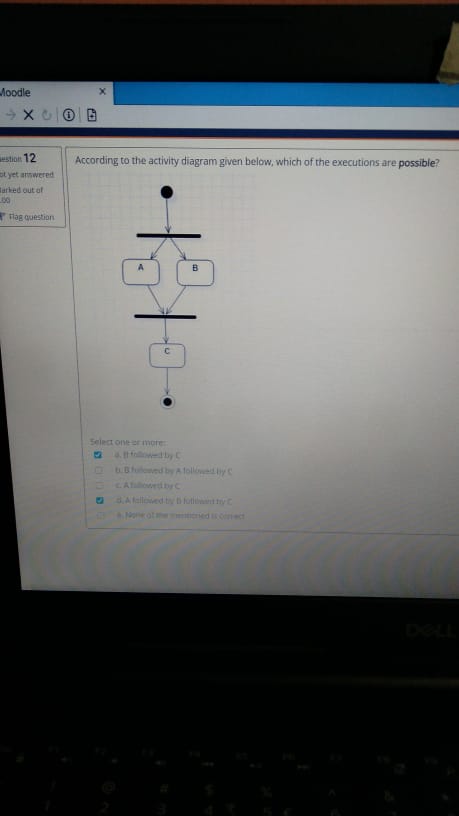 Moodle
Question 12
According to the activity diagram given below, which of the executions are possible?
ot yet answered
arked out of
.00
Flag question
A
B
C
Select one or more:
a. B followed by C
b. B followed by A followed by C
c. A followed by C
d. A followed by B followed by C
e. None of the mentioned is correct
DELL